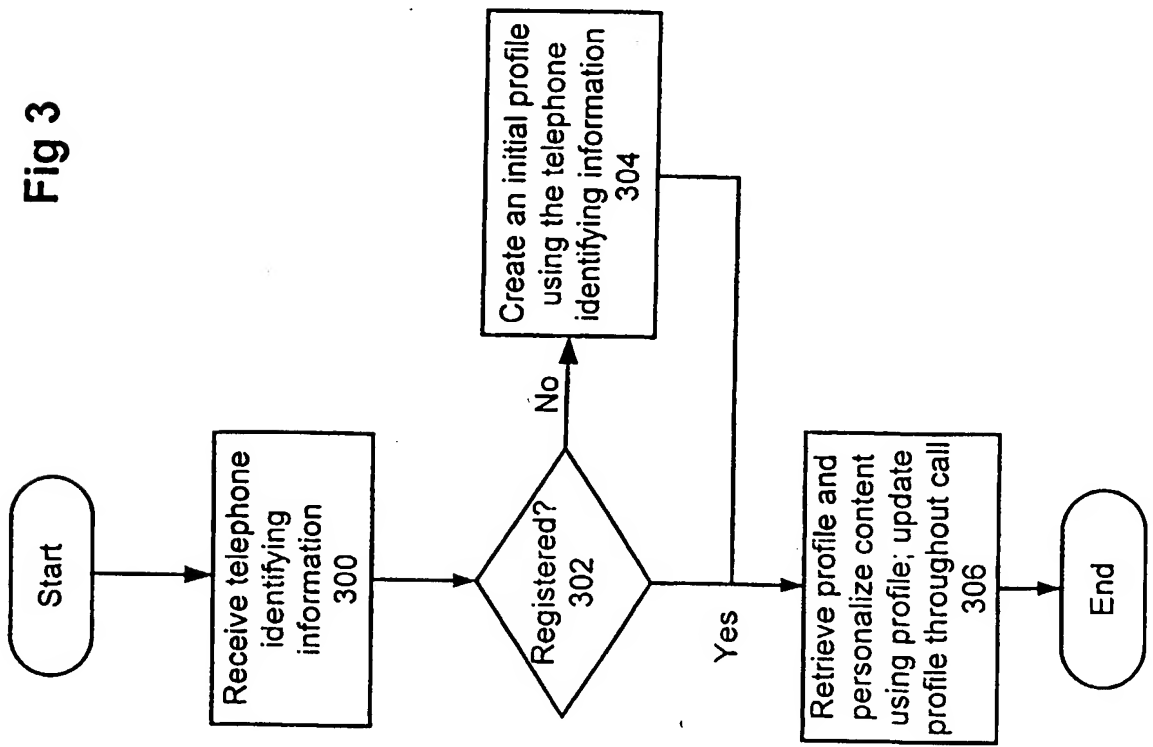 Fig 3
Start
Receive telephone
identifying
information
300
Registered?
302
No
Create an initial profile
using the telephone
identifying information
304
Yes
Retrieve profile and
personalize content
using profile; update
profile throughout call
306
End